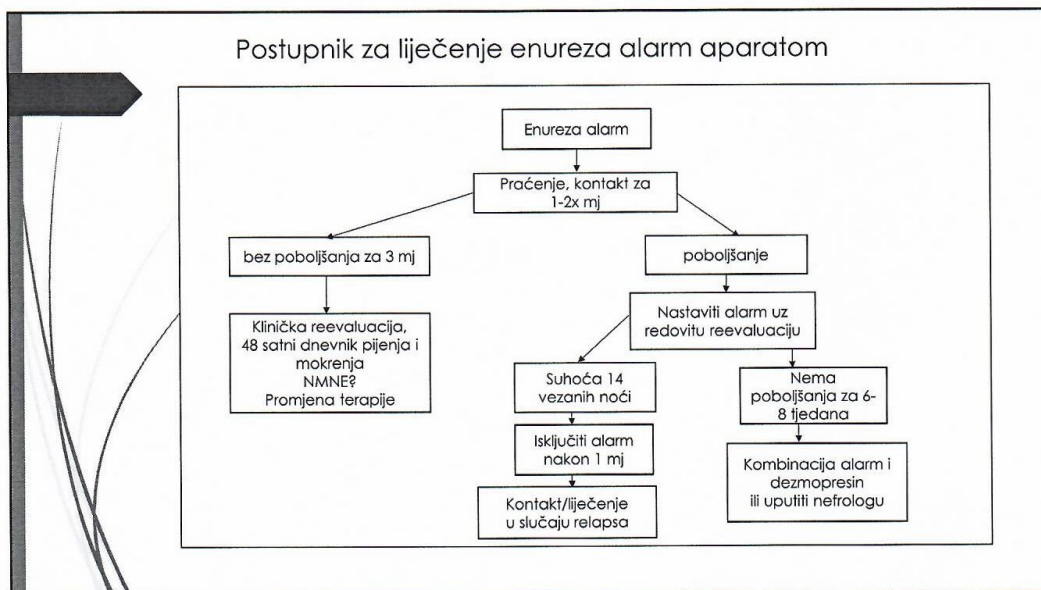 Postupnik za liječenje enureza alarm aparatom
Enureza alarm
Praćenje, kontakt za
1-2x mj
bez poboljšanja za 3 mj
poboljšanje
Klinička reevaluacija,
48 satni dnevnik pijenja i
mokrenja
NMNE?
Promjena terapije
Nastaviti alarm uz
redovitu reevaluaciju
Suhoća 14
vezanih noći
Nema
poboljšanja za 6-
8 tjedana
Isključiti alarm
nakon 1 mj
Kombinacija alarm i
dezmopresin
ili uputiti nefrologu
Kontakt/liječenje
u slučaju relapsa